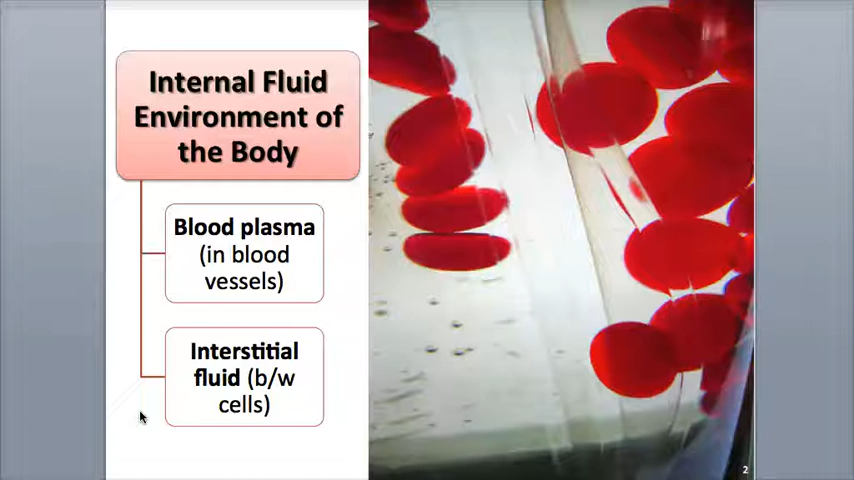 Internal Fluid
Environment of
the Body
Blood plasma
(in blood
vessels)
Interstitial
fluid (b/w
cells)
2